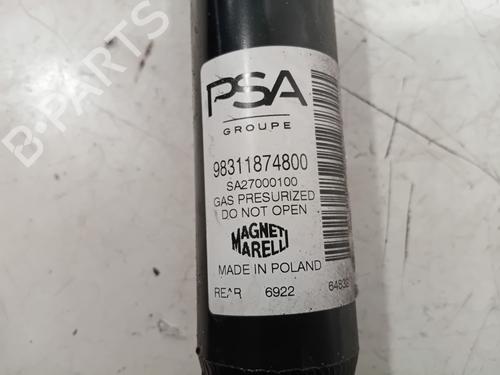 PSA
GROUPE
98311874800
SA27000100
GAS PRESURIZED
DO NOT OPEN
MAGNETI
MARELLI
MADE IN POLAND
REAR 6922
B-PARTS